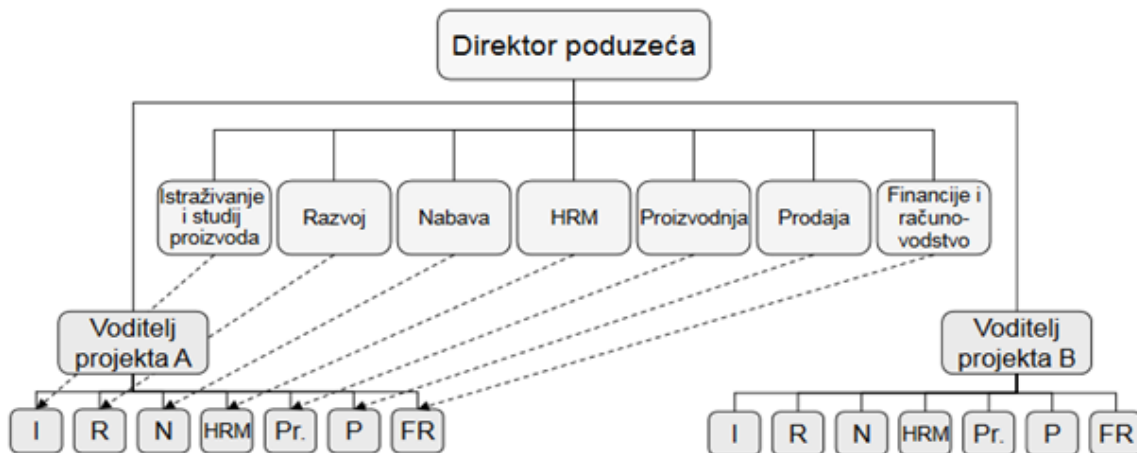 Direktor poduzeća
Istraživanje
i studij
proizvoda
Razvoj
Nabava
HRM
Proizvodnja
Prodaja
Financije i
računo-
vodstvo
Voditelj
projekta A
Voditelj
projekta B
I
R
N
HRM
Pr.
P
FR
I
R
N
HRM
Pr.
P
FR